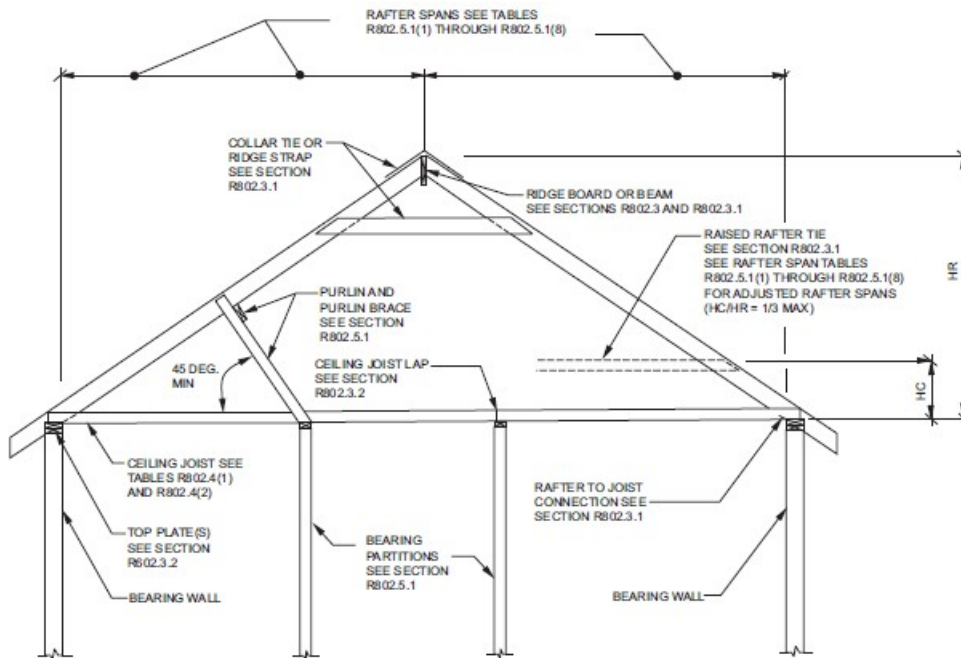 RAFTER SPANS SEE TABLES
R802.5.1(1) THROUGH R802.5.1(8)
COLLAR TIE OR
RIDGE STRAP
SEE SECTION
R802.3.1
RIDGE BOARD OR BEAM
SEE SECTIONS R802.3 AND R802.3.1
RAISED RAFTER TIE
SEE SECTION R802.3.1
SEE RAFTER SPAN TABLES
R802.5.1(1) THROUGH R802.5.1(8)
FOR ADJUSTED RAFTER SPANS
(HC/HR = 1/3 MAX)
HR
PURLIN AND
PURLIN BRACE
SEE SECTION
R802.5.1
45 DEG.
MIN
CEILING JOIST LAP
SEE SECTION
R802.3.2
HC
CEILING JOIST SEE
TABLES R802.4(1)
AND R802.4(2)
RAFTER TO JOIST
CONNECTION SEE
SECTION R802.3.1
TOP PLATE(S)
SEE SECTION
R602.3.2
BEARING
PARTITIONS
SEE SECTION
R802.5.1
BEARING WALL
BEARING WALL